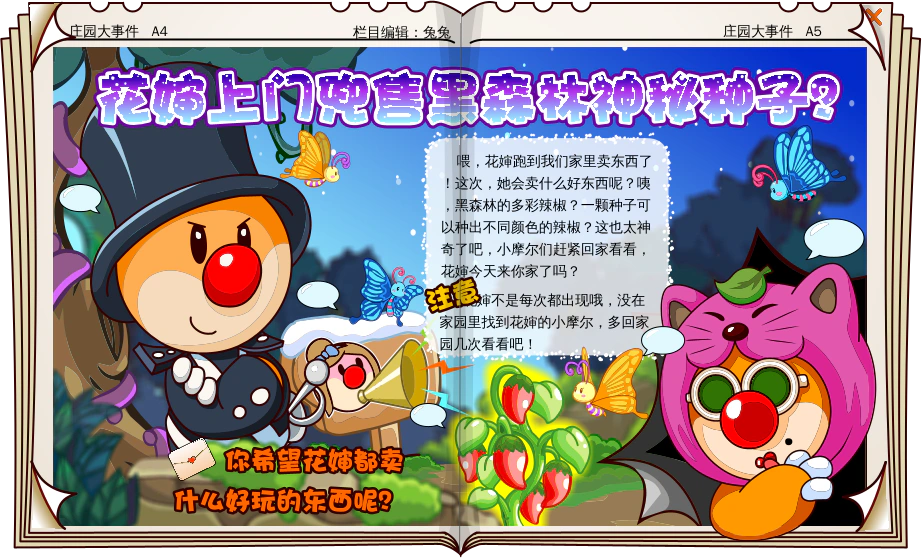 庄园大事件 A4
栏目编辑：兔兔
庄园大事件 A5
花婶上门兜售黑森林神秘种子?
喂，花婶跑到我们家里卖东西了
！这次，她会卖什么好东西呢？咦
，黑森林的多彩辣椒？一颗种子可
以种出不同颜色的辣椒？这也太神
奇了吧，小摩尔们赶紧回家看看，
花婶今天来你家了吗？
注意
婶不是每次都出现哦，没在
家园里找到花婶的小摩尔，多回家
园几次看看吧！
你希望花婶都卖
什么好玩的东西呢?